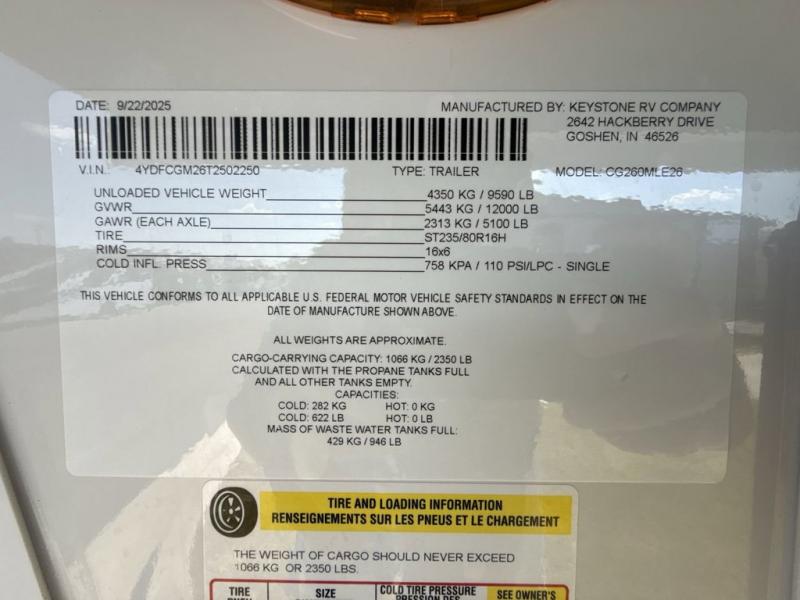 DATE: 9/22/2025
MANUFACTURED BY: KEYSTONE RV COMPANY
2642 HACKBERRY DRIVE
GOSHEN, IN 46526
V.I.N.: 4YDFCGM26T2502250 TYPE: TRAILER MODEL: CG260MLE26
UNLOADED VEHICLE WEIGHT 4350 KG / 9590 LB
GVWR 5443 KG / 12000 LB
GAWR (EACH AXLE) 2313 KG / 5100 LB
TIRE ST235/80R16H
RIMS 16x6
COLD INFL. PRESS 758 KPA / 110 PSI/LPC - SINGLE
THIS VEHICLE CONFORMS TO ALL APPLICABLE U.S. FEDERAL MOTOR VEHICLE SAFETY STANDARDS IN EFFECT ON THE
DATE OF MANUFACTURE SHOWN ABOVE.
ALL WEIGHTS ARE APPROXIMATE.
CARGO-CARRYING CAPACITY: 1066 KG / 2350 LB
CALCULATED WITH THE PROPANE TANKS FULL
AND ALL OTHER TANKS EMPTY.
CAPACITIES:
COLD: 282 KG HOT: 0 KG
COLD: 622 LB HOT: 0 LB
MASS OF WASTE WATER TANKS FULL:
429 KG / 946 LB
TIRE AND LOADING INFORMATION
RENSEIGNEMENTS SUR LES PNEUS ET LE CHARGEMENT
THE WEIGHT OF CARGO SHOULD NEVER EXCEED
1066 KG OR 2350 LBS.
TIRE SIZE COLD TIRE PRESSURE SEE OWNER'S